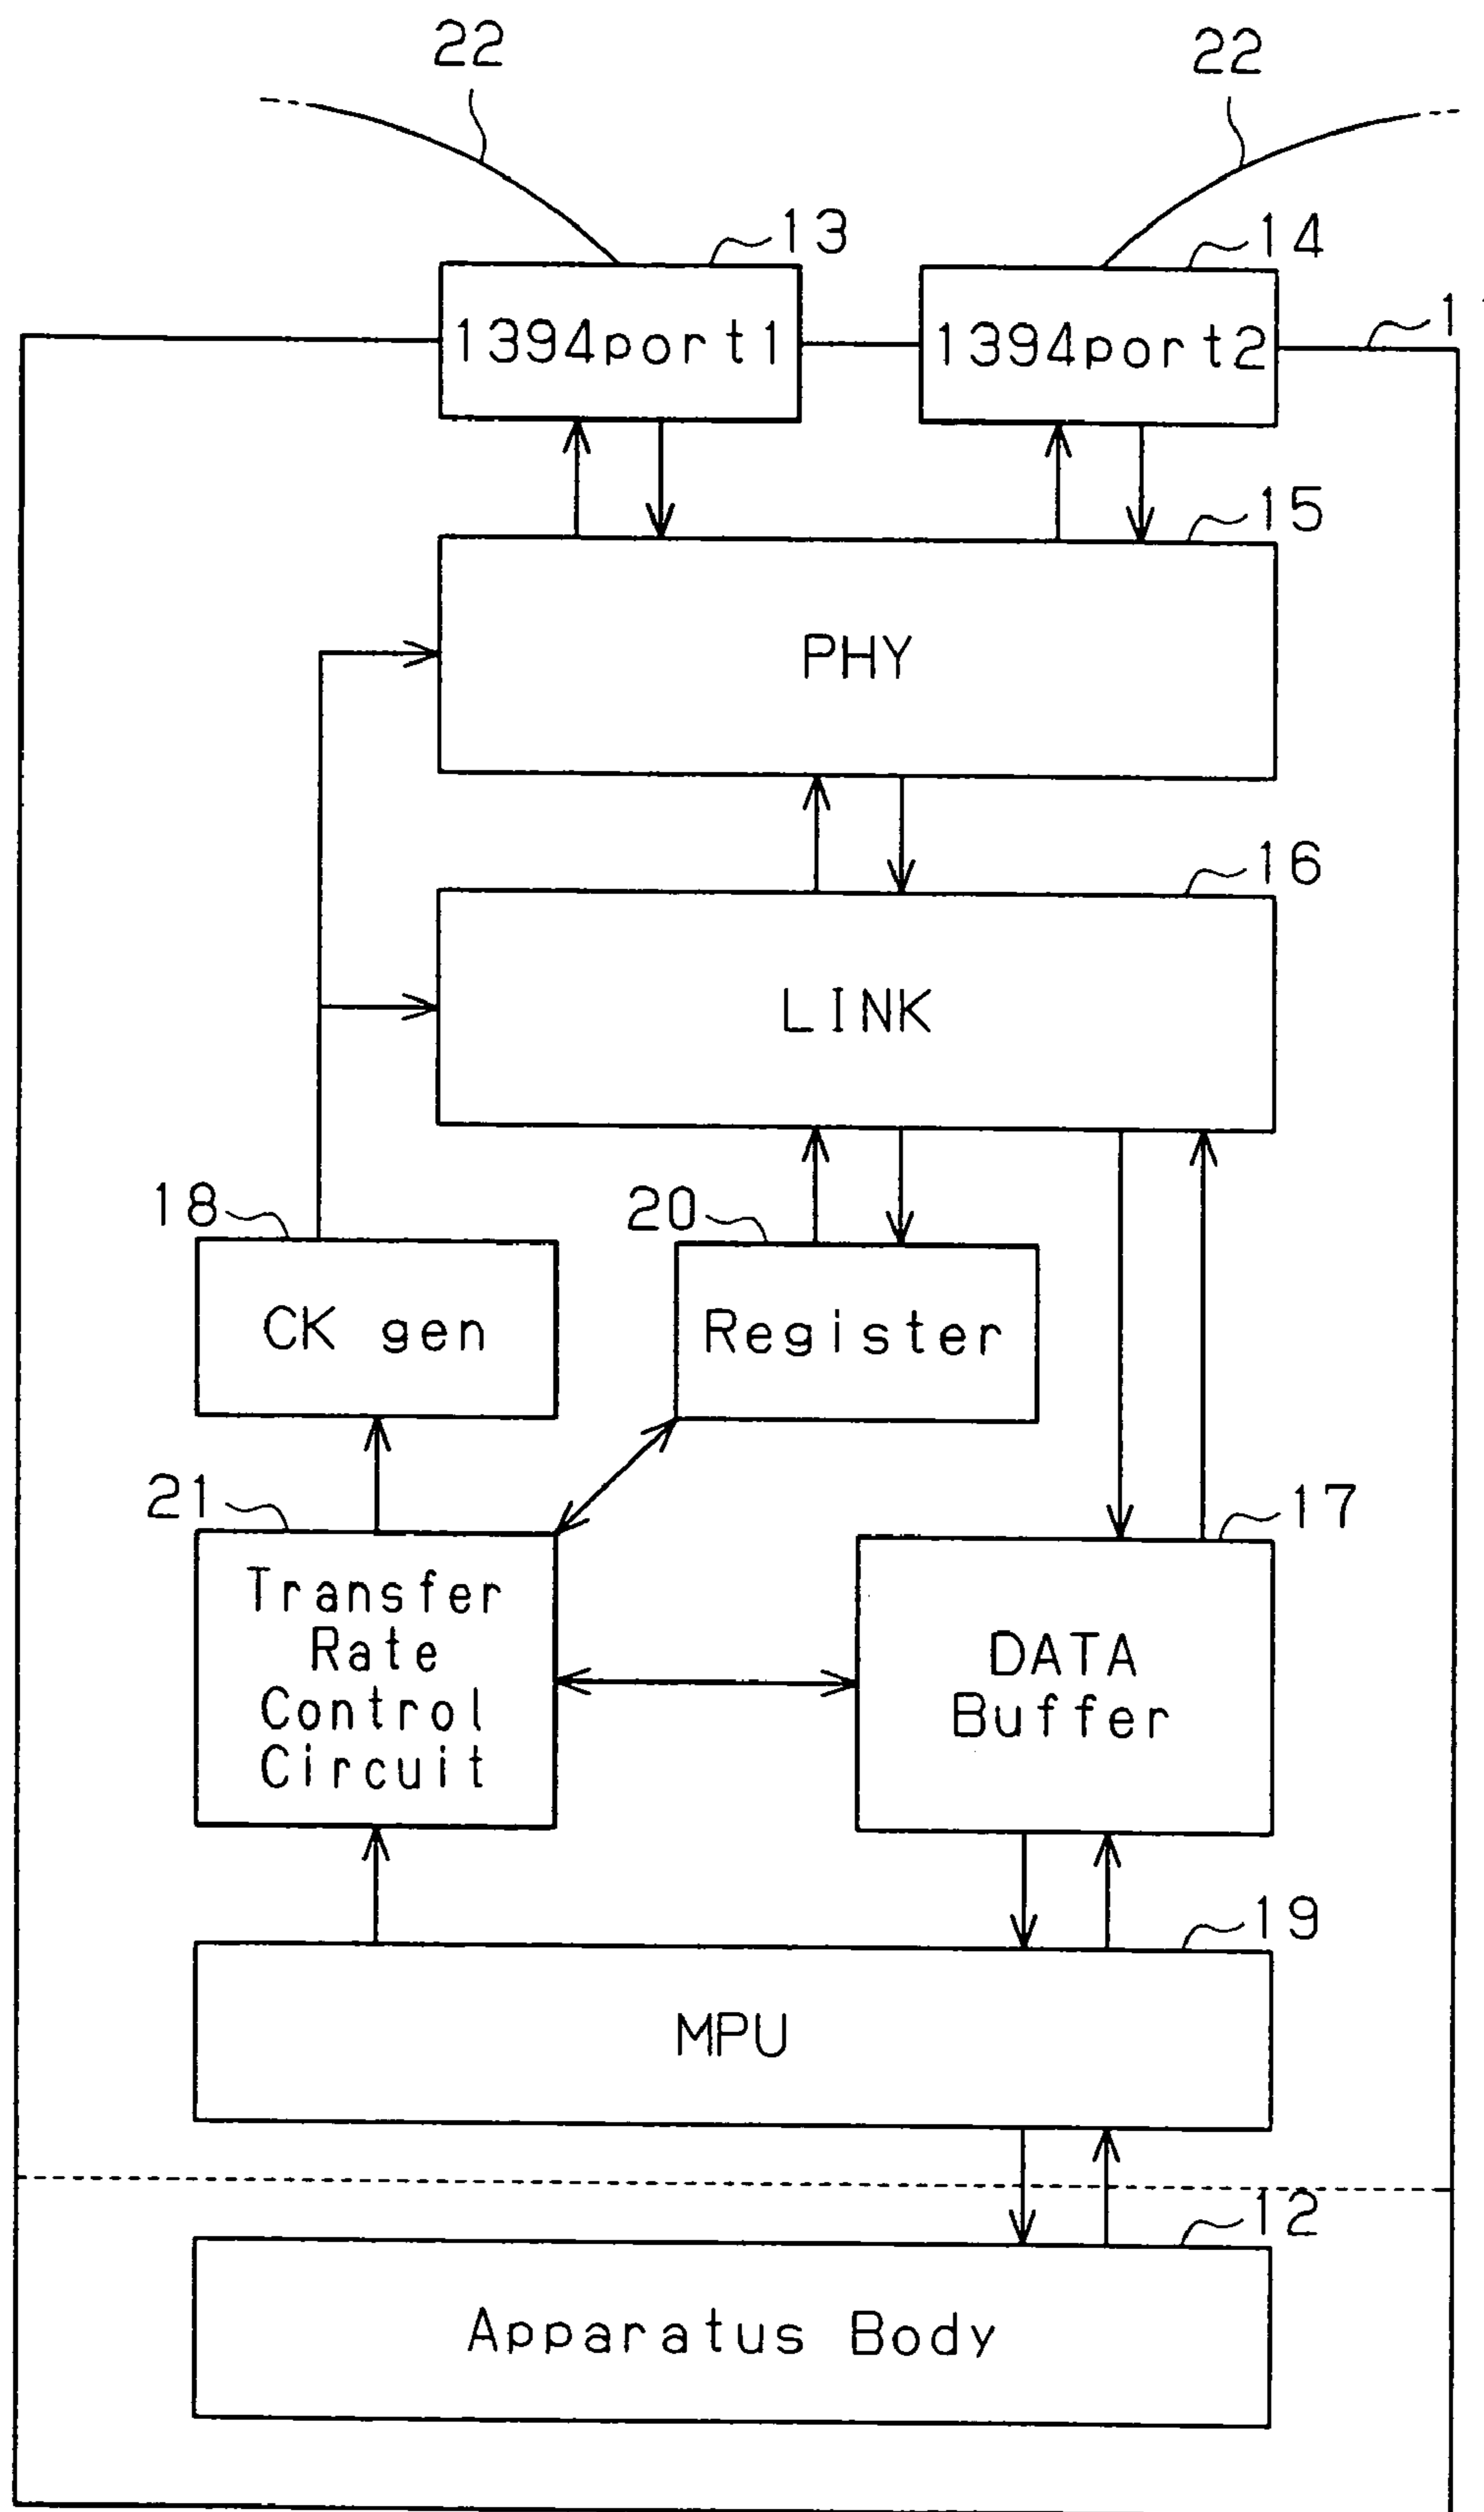 22
22
13
14
1
1394port1
1394port2
15
PHY
16
LINK
18
20
CK gen
Register
21
17
Transfer
Rate
Control
Circuit
DATA
Buffer
19
MPU
12
Apparatus Body